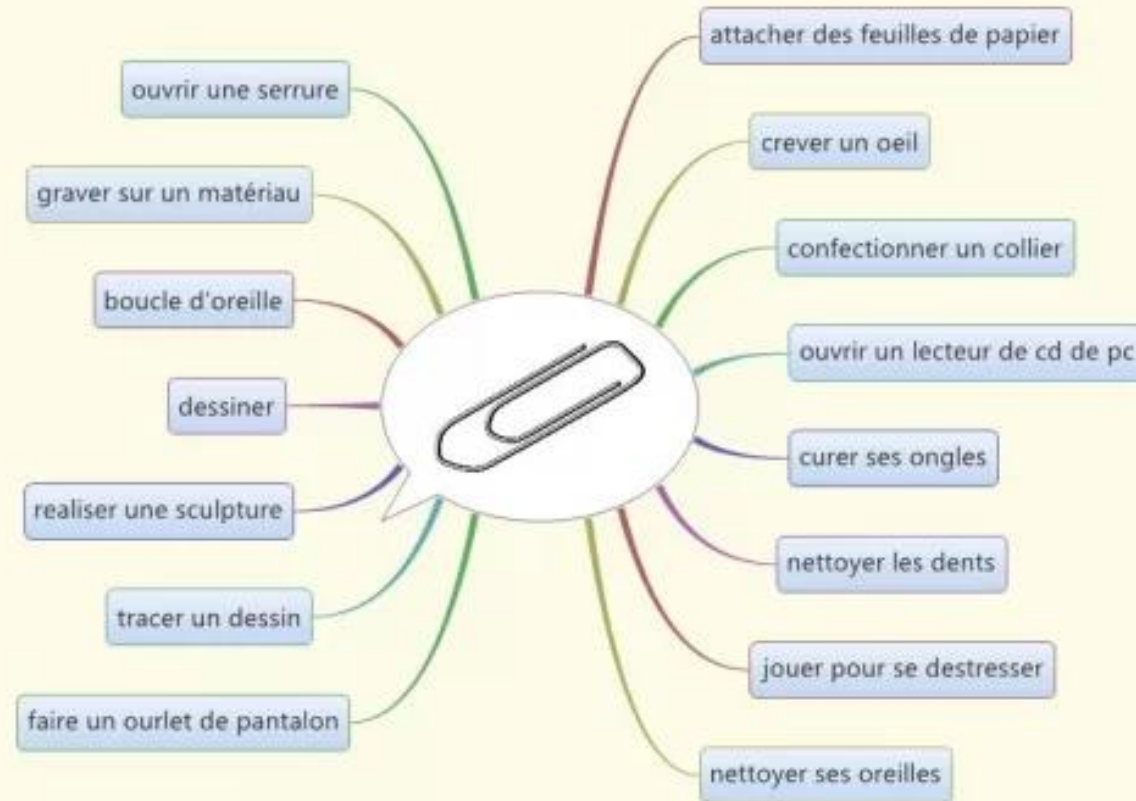 attacher des feuilles de papier
crever un oeil
confectionner un collier
ouvrir un lecteur de cd de pc
curer ses ongles
nettoyer les dents
jouer pour se destresser
nettoyer ses oreilles
ouvrir une serrure
graver sur un matériau
boucle d'oreille
dessiner
realiser une sculpture
tracer un dessin
faire un ourlet de pantalon